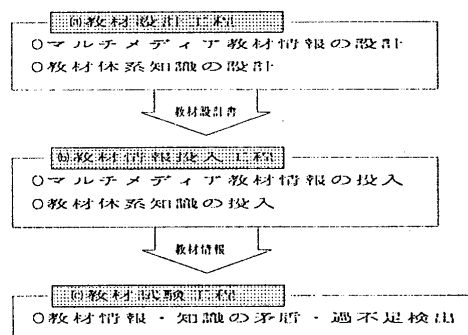 (a)教材設計工程
○マルチメディア教材情報の設計
○教材体系知識の設計
教材設計書
(b)教材情報投入工程
○マルチメディア教材情報の投入
○教材体系知識の投入
教材情報
(c)教材試験工程
○教材情報・知識の矛盾・過不足検出